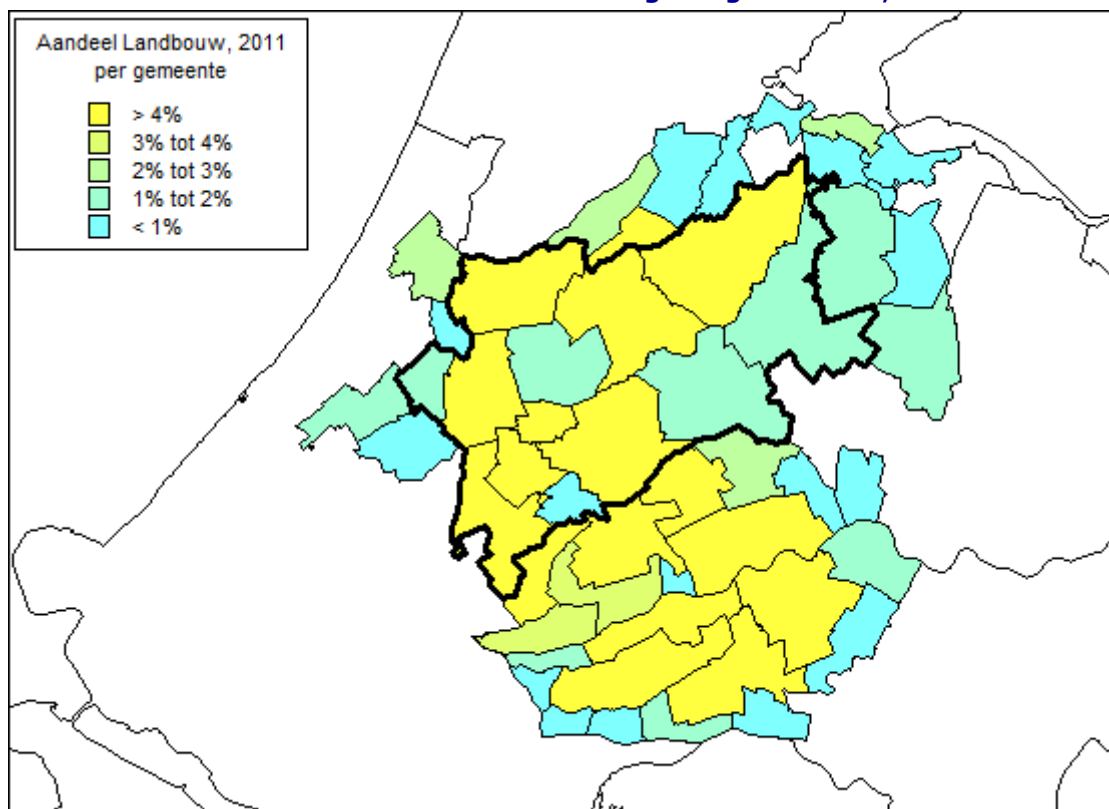 Aandeel Landbouw, 2011
per gemeente
> 4%
3% tot 4%
2% tot 3%
1% tot 2%
< 1%